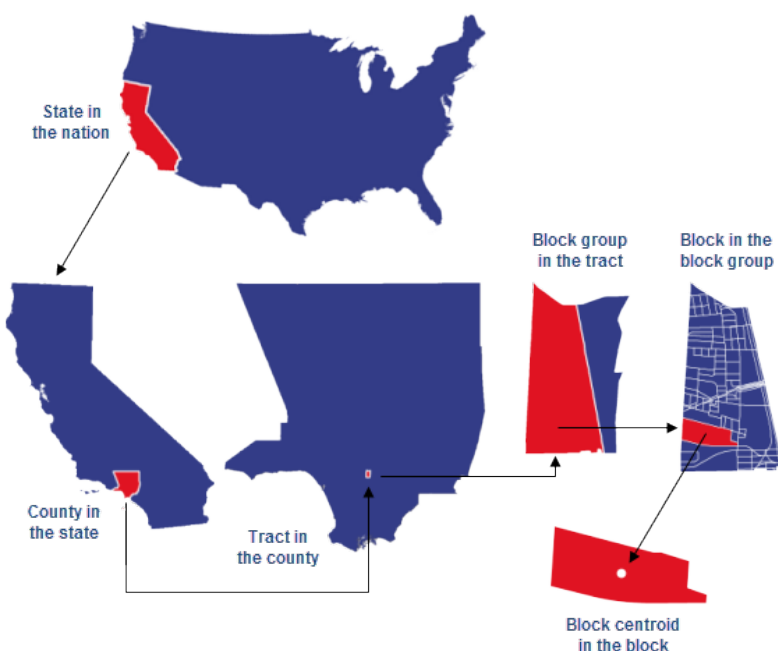 State in
the nation
Block group
in the tract
Block in the
block group
County in
the state
Tract in
the county
Block centroid
in the block